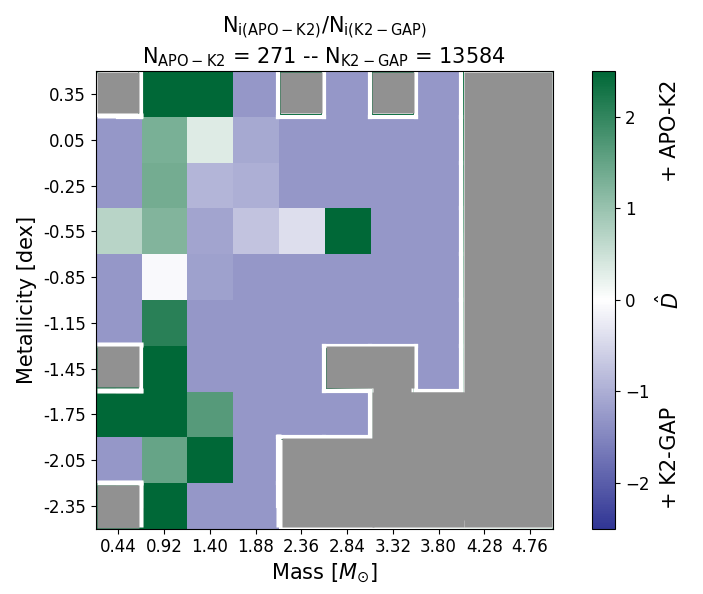 N_i(APO−K2)/N_i(K2−GAP)
N_APO−K2 = 271 -- N_K2−GAP = 13584
Metallicity [dex]
0.35
0.05
-0.25
-0.55
-0.85
-1.15
-1.45
-1.75
-2.05
-2.35
0.44 0.92 1.40 1.88 2.36 2.84 3.32 3.80 4.28 4.76
Mass [M⊙]
2
1
0
−1
−2
+ APO-K2
D̂
+ K2-GAP